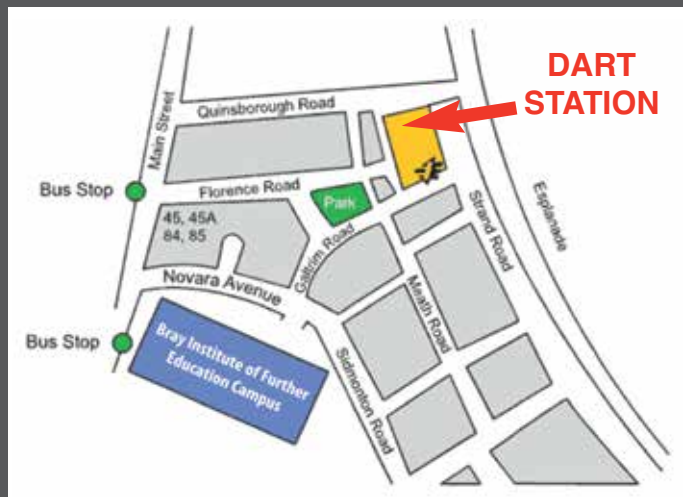 DART
STATION
Quinsborough Road
Main Street
Bus Stop
Florence Road
Park
45, 45A
84, 85
Galtrim Road
Strand Road
Esplanade
Novara Avenue
Meath Road
Bus Stop
Bray Institute of Further
Education Campus
Sidmonton Road